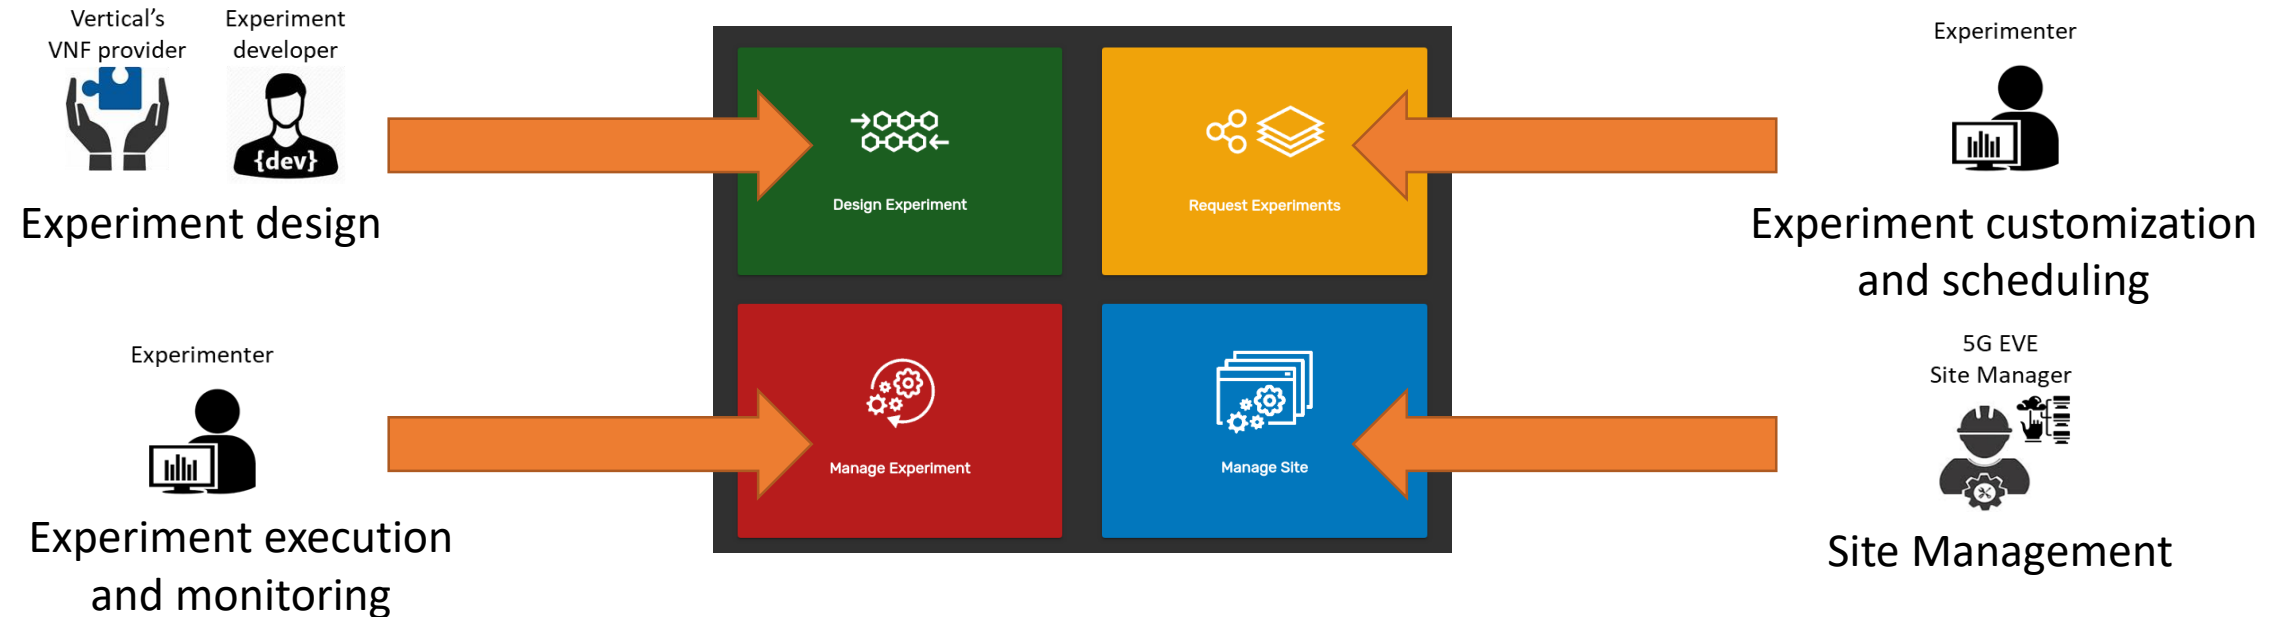 Vertical’s
VNF provider
Experiment
developer
{dev}
Experiment design
Design Experiment
Request Experiments
Experimenter
Experiment customization
and scheduling
Experimenter
Experiment execution
and monitoring
Manage Experiment
Manage Site
5G EVE
Site Manager
Site Management